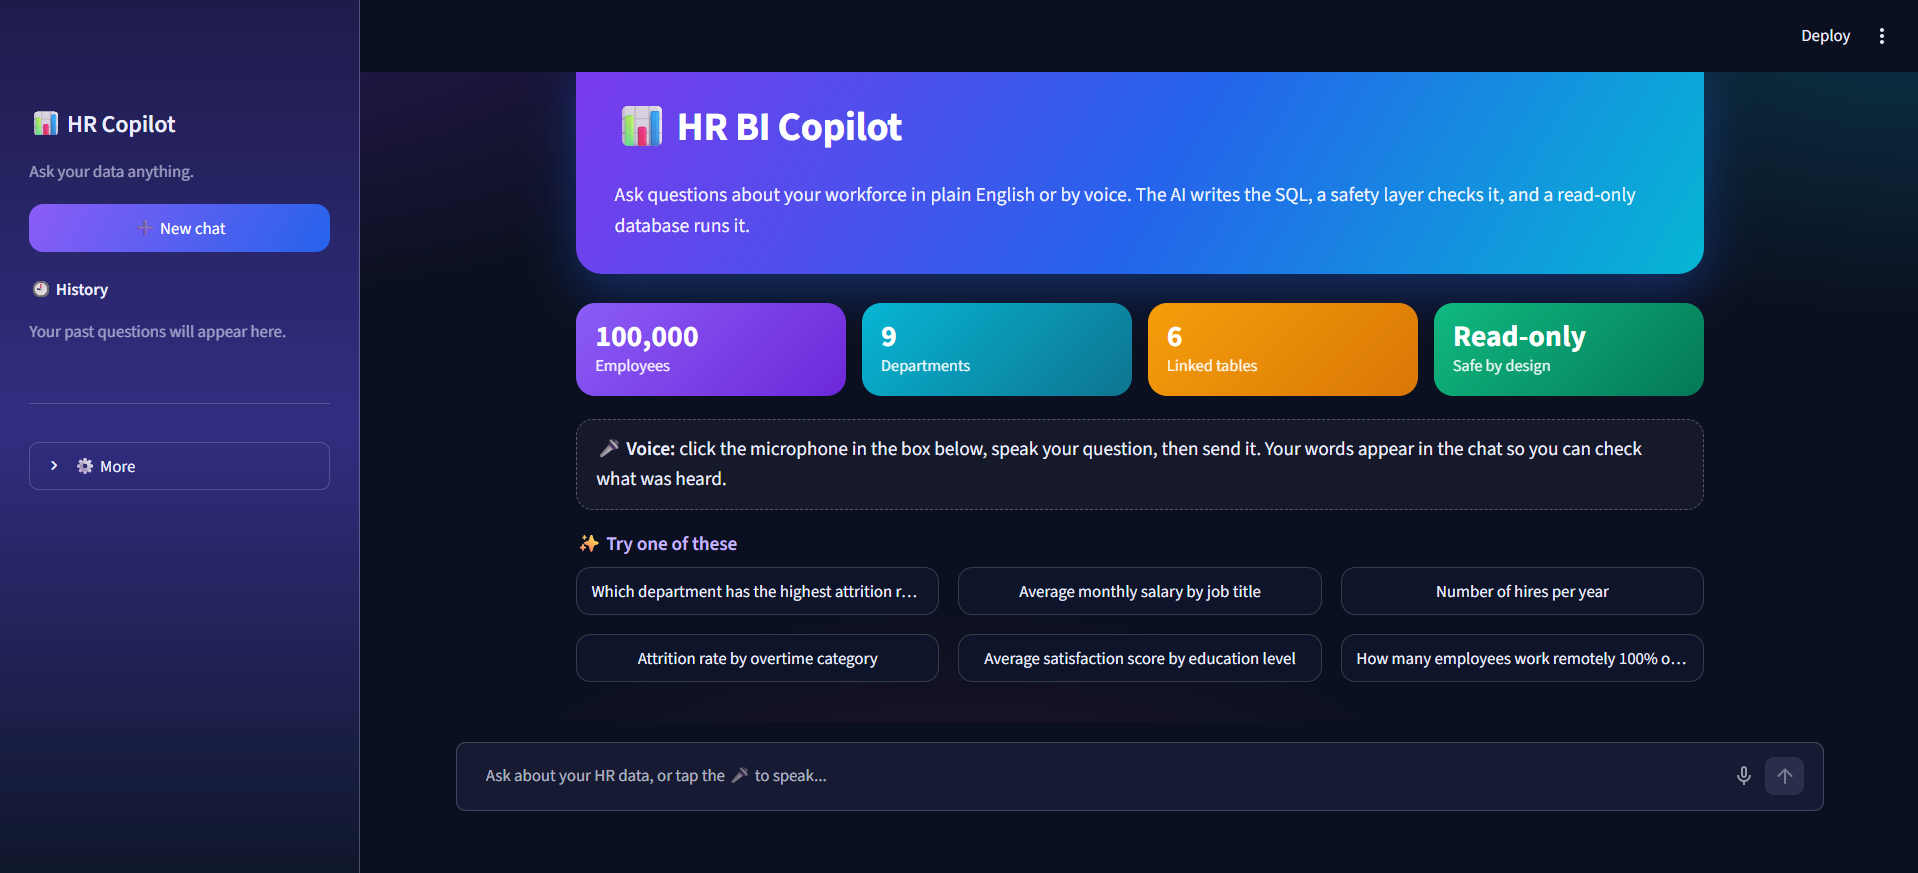 Deploy
HR Copilot
Ask your data anything.
New chat
History
Your past questions will appear here.
More
HR BI Copilot
Ask questions about your workforce in plain English or by voice. The AI writes the SQL, a safety layer checks it, and a read-only
database runs it.
100,000
Employees
9
Departments
6
Linked tables
Read-only
Safe by design
Voice: click the microphone in the box below, speak your question, then send it. Your words appear in the chat so you can check
what was heard.
Try one of these
Which department has the highest attrition r…
Average monthly salary by job title
Number of hires per year
Attrition rate by overtime category
Average satisfaction score by education level
How many employees work remotely 100% o…
Ask about your HR data, or tap the 🎤 to speak...